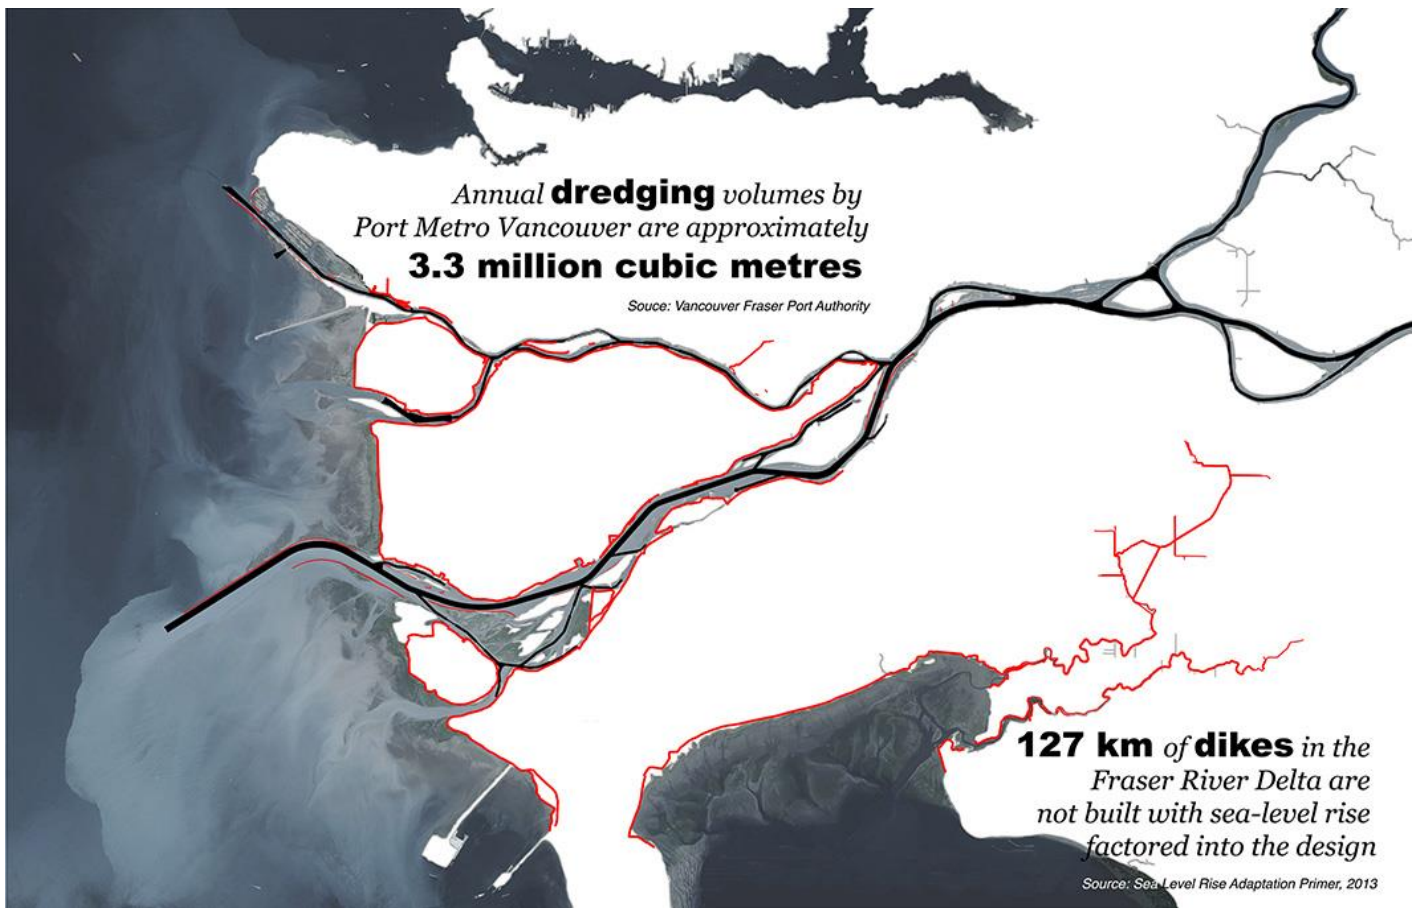 Annual dredging volumes by
Port Metro Vancouver are approximately
3.3 million cubic metres
Souce: Vancouver Fraser Port Authority
127 km of dikes in the
Fraser River Delta are
not built with sea-level rise
factored into the design
Source: Sea Level Rise Adaptation Primer, 2013